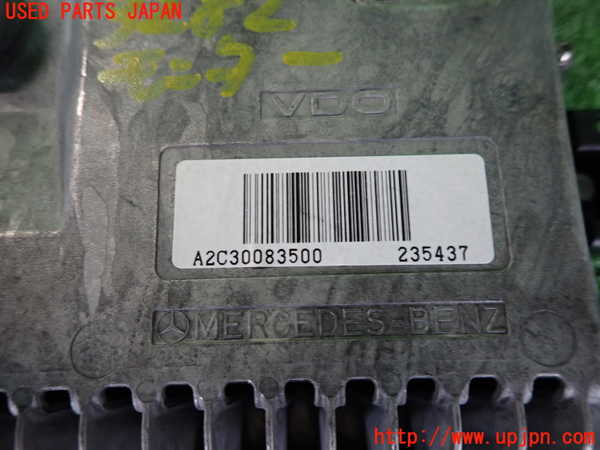 USED PARTS JAPAN
VDO
A2C30083500 235437
MERCEDES-BENZ
http://www.upjpn.com/